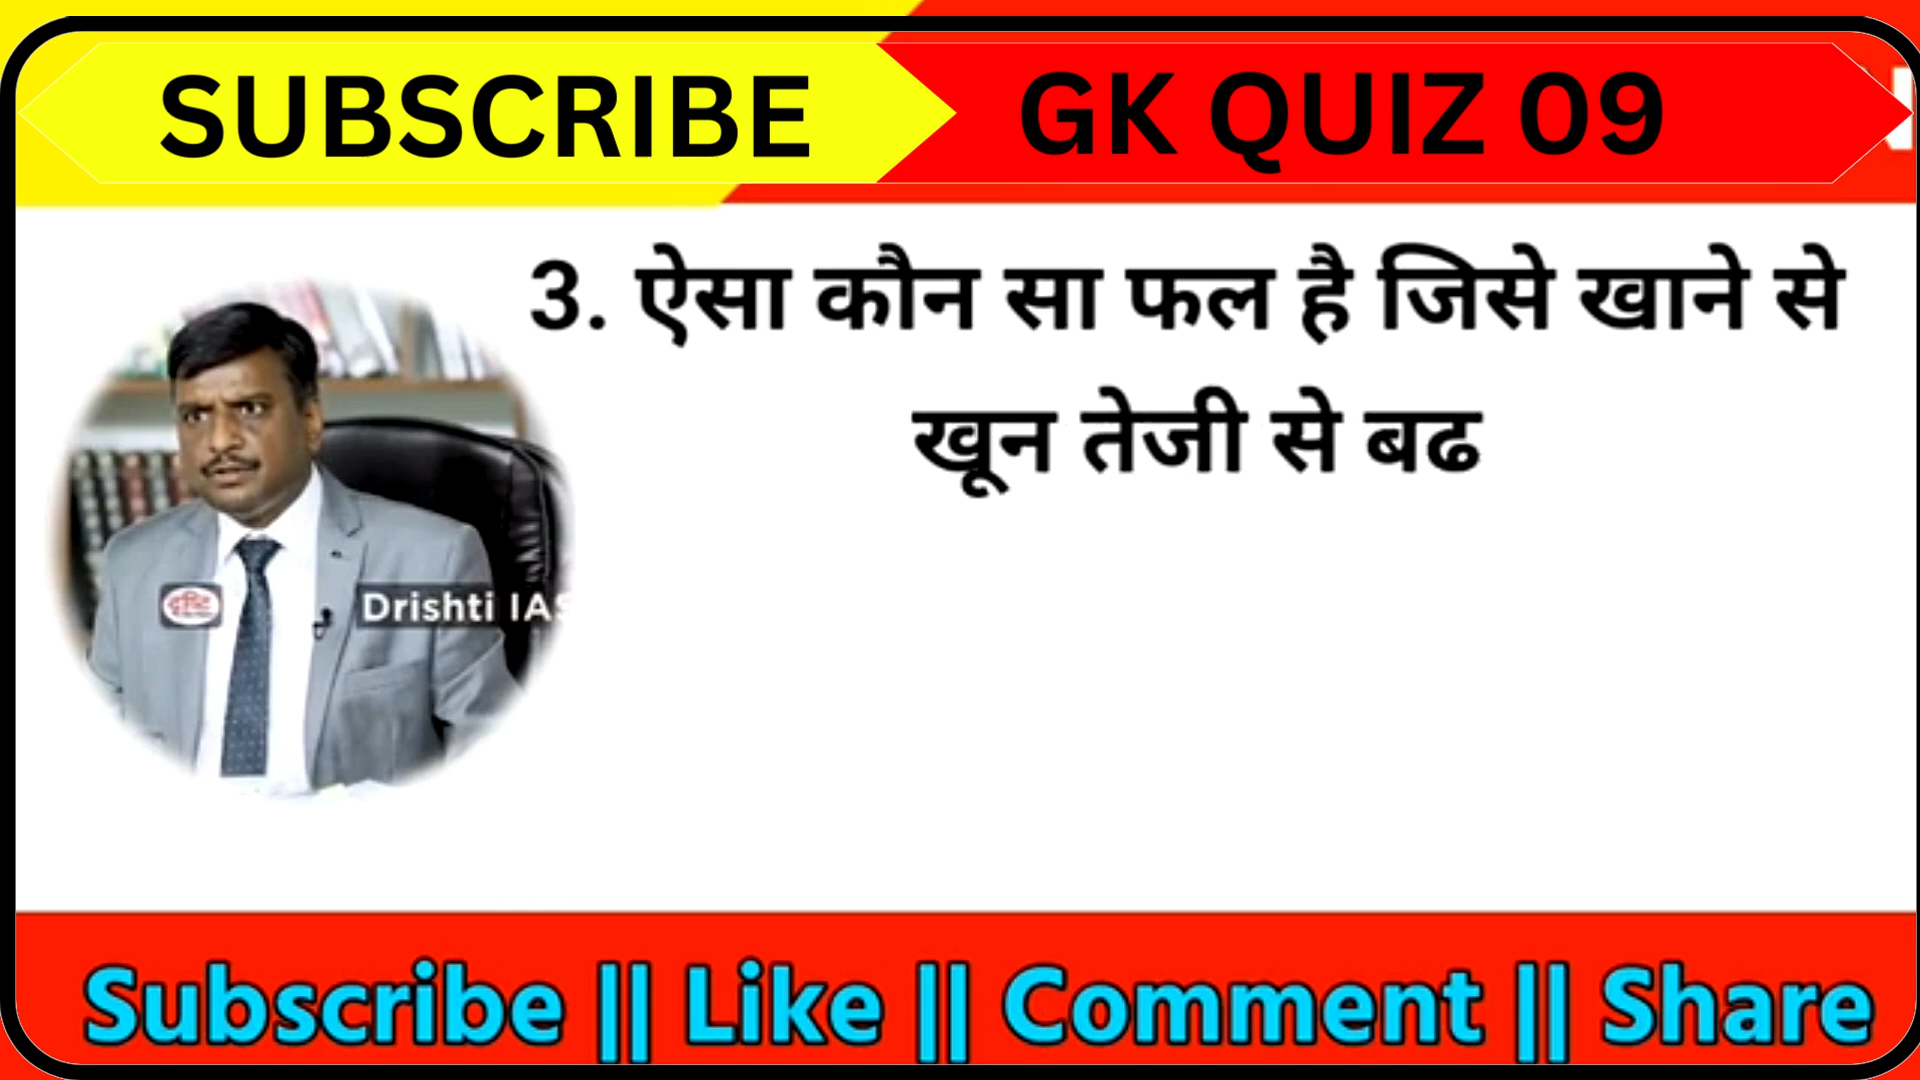 SUBSCRIBE
GK QUIZ 09
3. ऐसा कौन सा फल है जिसे खाने से
खून तेजी से बढ
दृष्टि
Drishti IAS
Subscribe || Like || Comment || Share